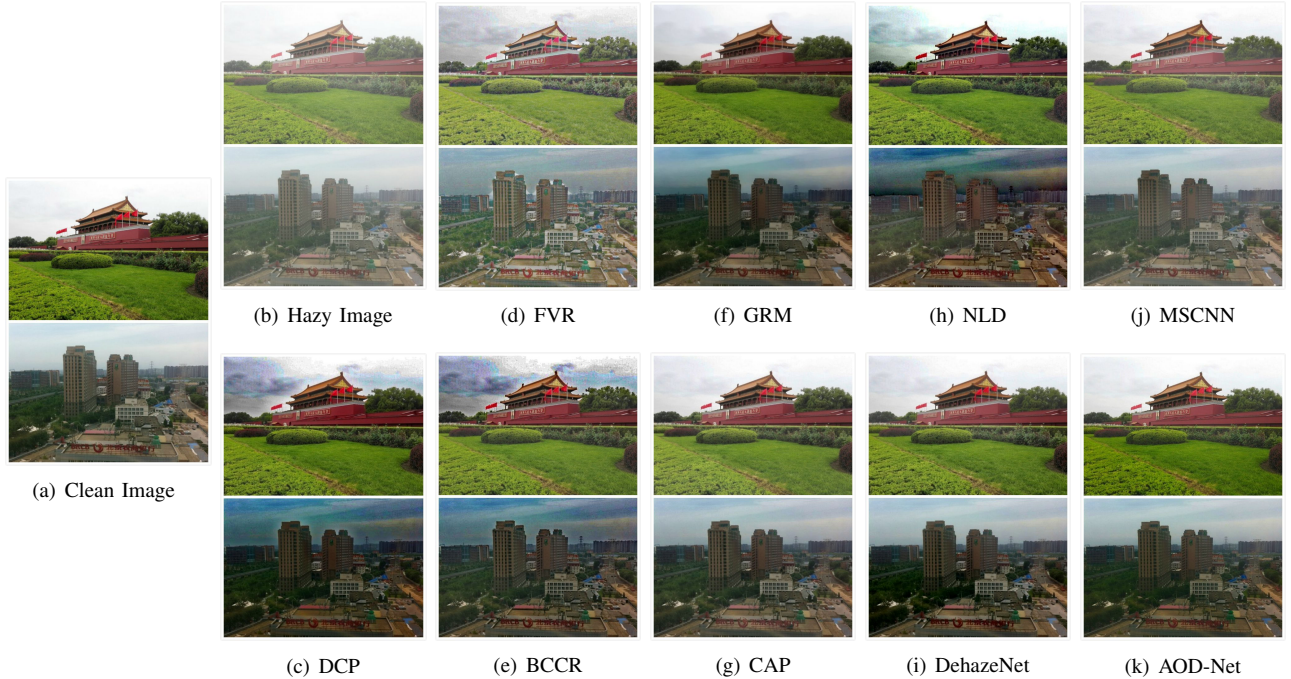 (b) Hazy Image
(d) FVR
(f) GRM
(h) NLD
(j) MSCNN
(a) Clean Image
(c) DCP
(e) BCCR
(g) CAP
(i) DehazeNet
(k) AOD-Net